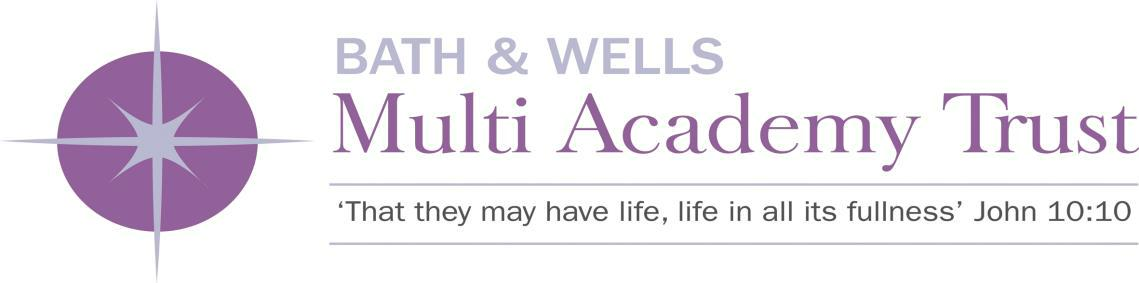 BATH & WELLS
Multi Academy Trust
‘That they may have life, life in all its fullness’ John 10:10